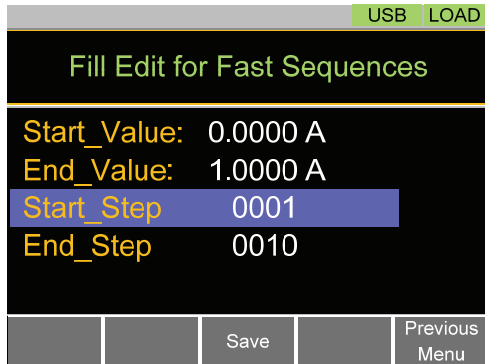 USB LOAD
Fill Edit for Fast Sequences
Start_Value: 0.0000 A
End_Value: 1.0000 A
Start_Step 0001
End_Step 0010
Save
Previous
Menu